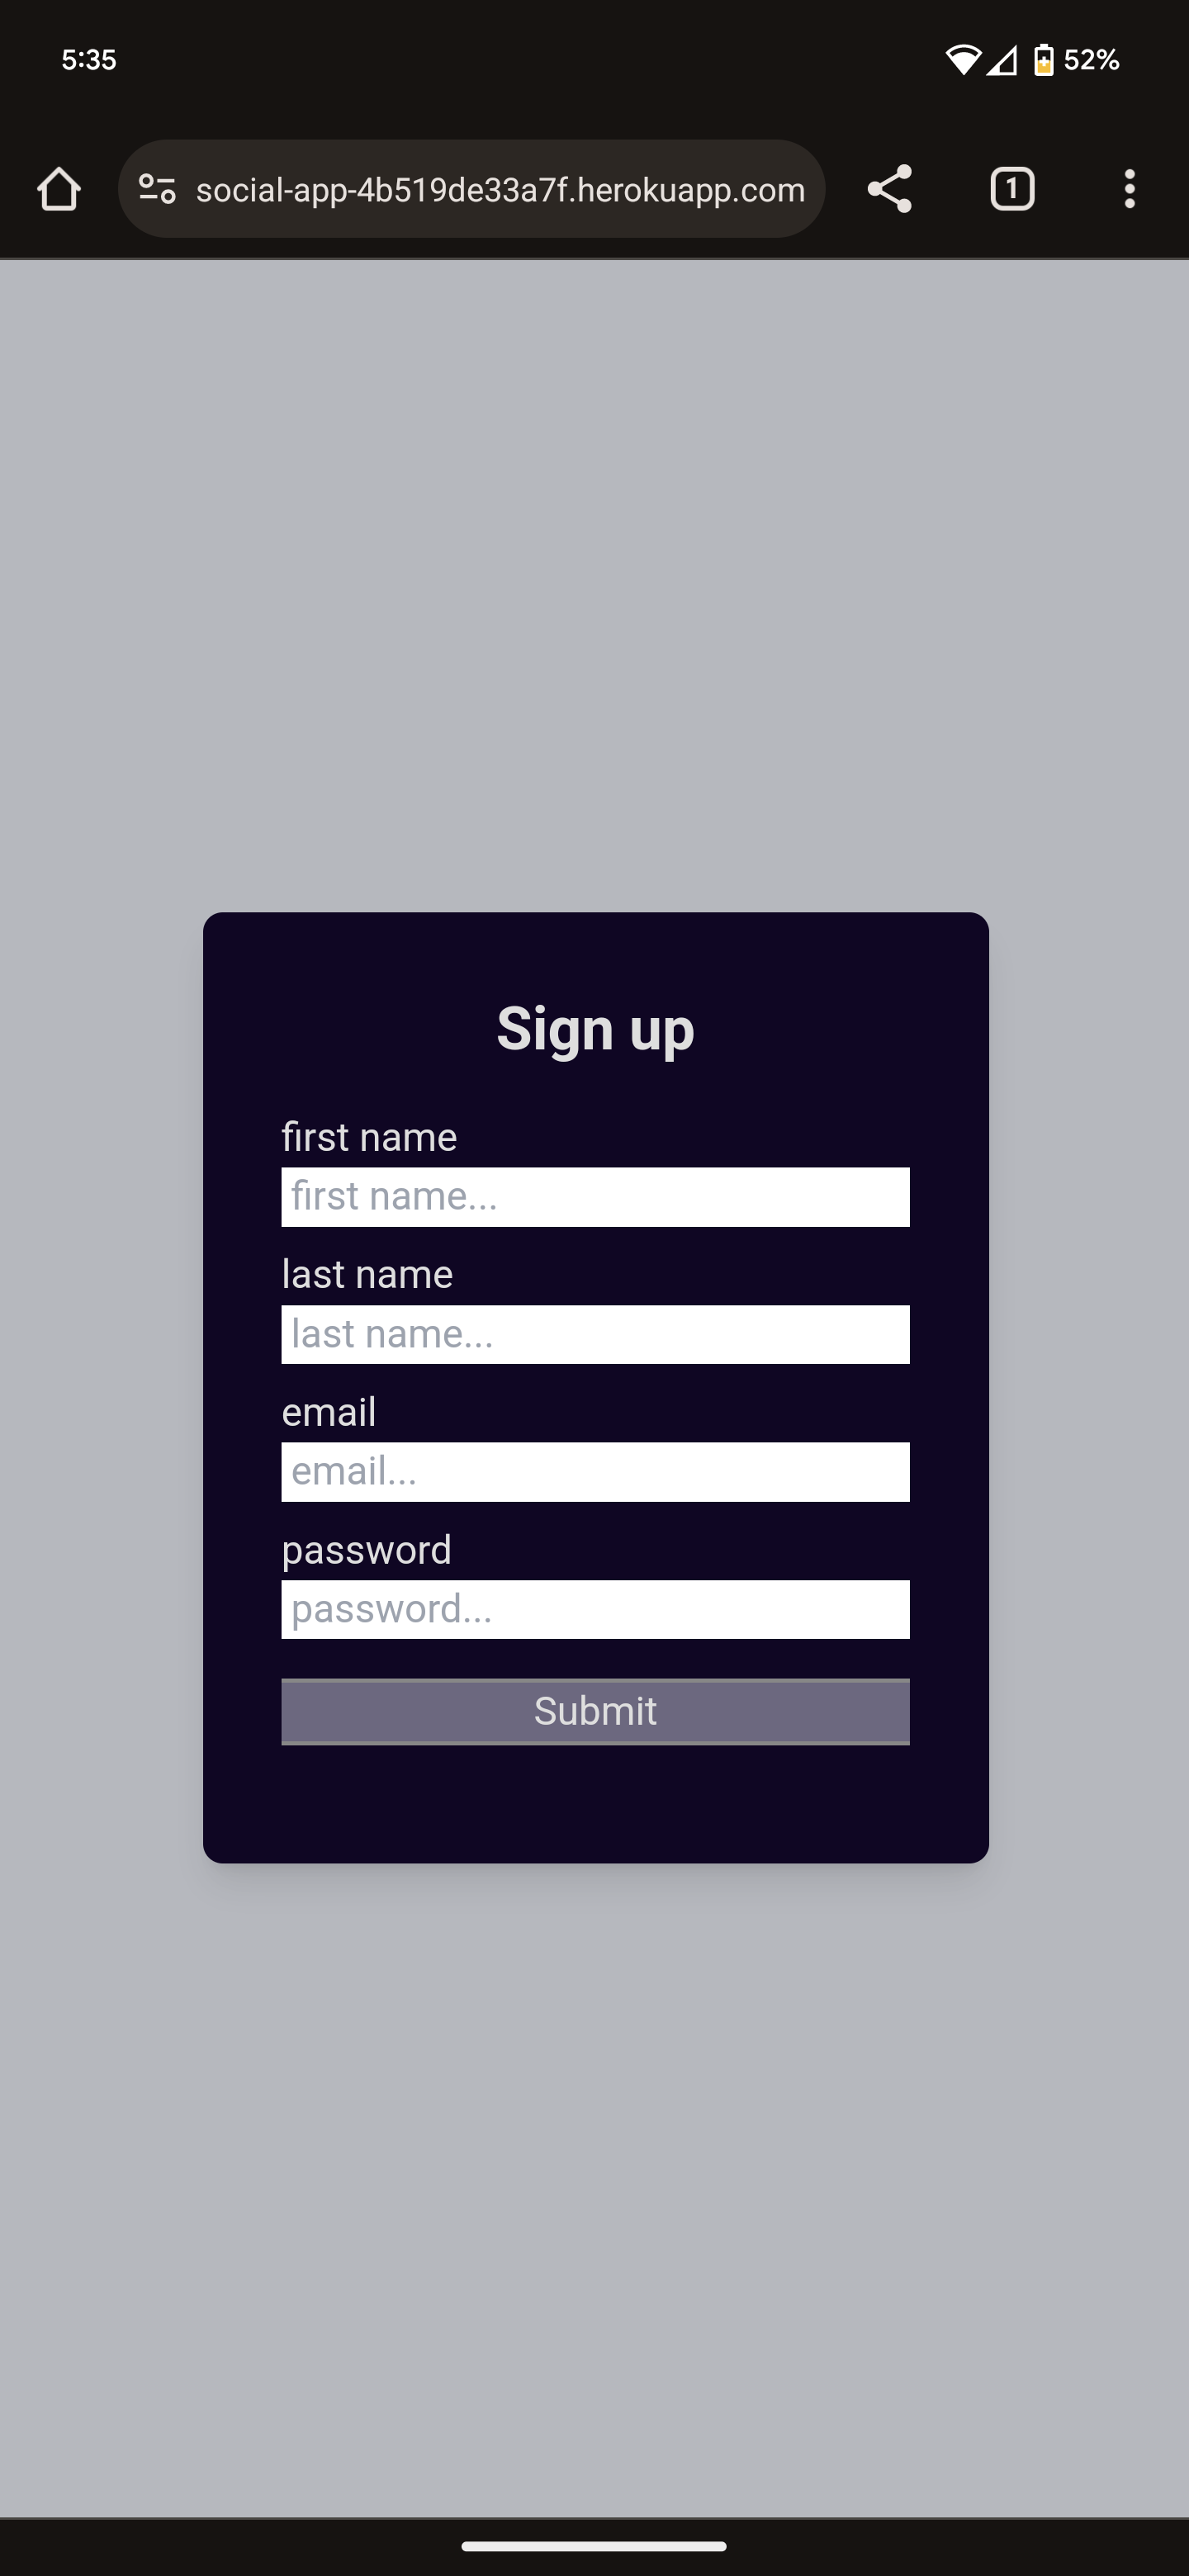 5:35
52%
social-app-4b519de33a7f.herokuapp.com
1
Sign up
first name
first name...
last name
last name...
email
email...
password
password...
Submit